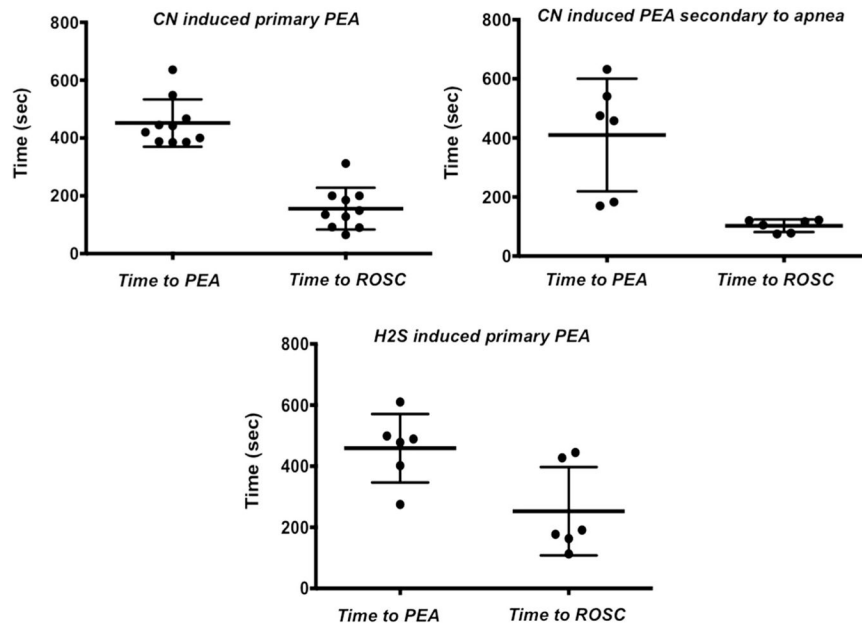 CN induced primary PEA
800
600
400
200
0
Time (sec)
Time to PEA
Time to ROSC
CN induced PEA secondary to apnea
800
600
400
200
0
Time (sec)
Time to PEA
Time to ROSC
H2S induced primary PEA
800
600
400
200
0
Time (sec)
Time to PEA
Time to ROSC